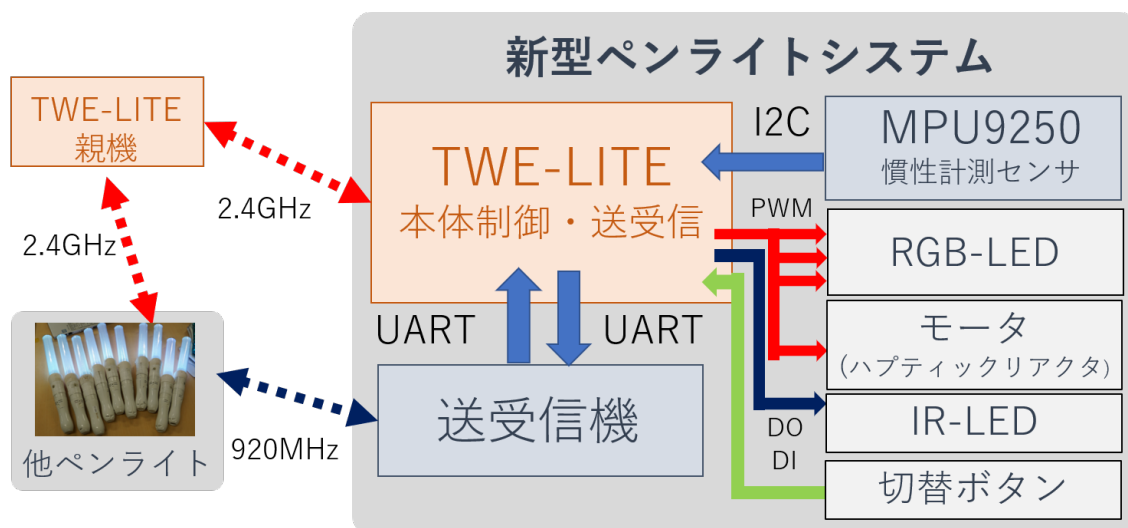 新型ペンライトシステム
TWE-LITE
親機
2.4GHz
2.4GHz
TWE-LITE
本体制御・送受信
I2C
MPU9250
慣性計測センサ
PWM
RGB-LED
モータ
(ハプティックリアクタ)
UART
UART
送受信機
IR-LED
DO
DI
切替ボタン
920MHz
他ペンライト